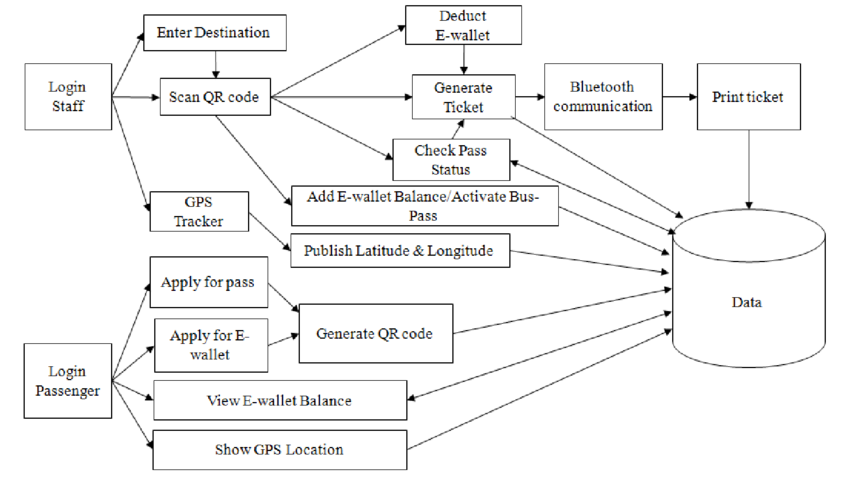 Deduct
E-wallet
Enter Destination
Login
Staff
Scan QR code
Generate
Ticket
Bluetooth
communication
Print ticket
Check Pass
Status
GPS
Tracker
Add E-wallet Balance/Activate Bus-
Pass
Publish Latitude & Longitude
Apply for pass
Data
Apply for E-
wallet
Generate QR code
Login
Passenger
View E-wallet Balance
Show GPS Location